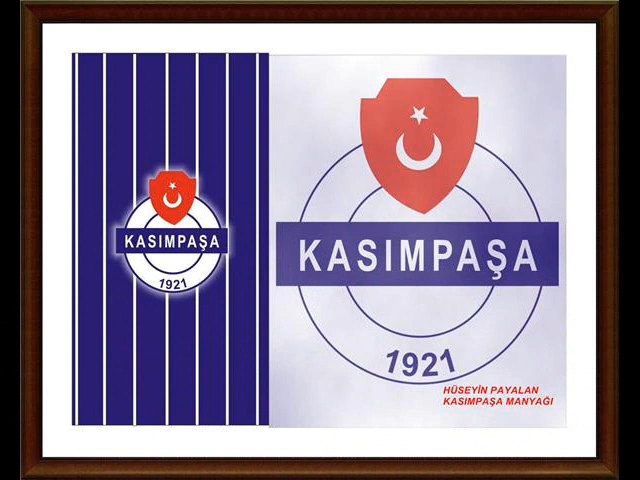 KASIMPAŞA
1921
KASIMPAŞA
1921
HÜSEYİN PAYALAN
KASIMPAŞA MANYAĞI